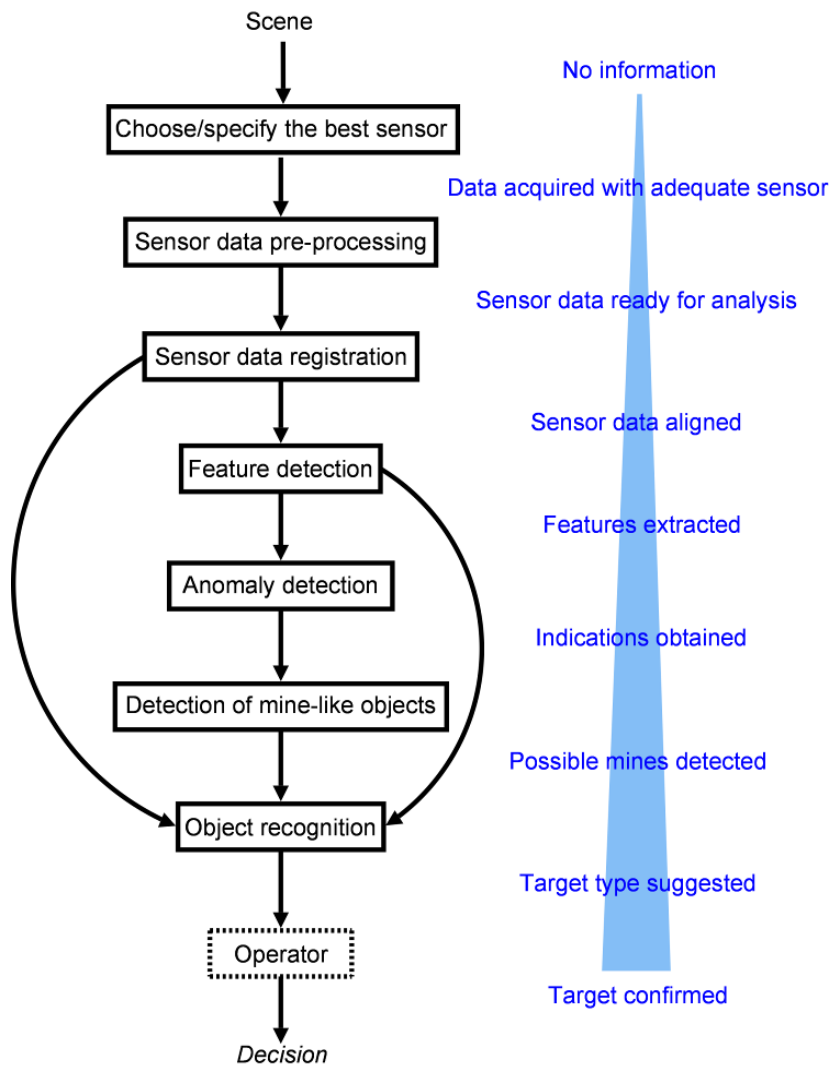 Scene
No information
Choose/specify the best sensor
Data acquired with adequate sensor
Sensor data pre-processing
Sensor data ready for analysis
Sensor data registration
Sensor data aligned
Feature detection
Features extracted
Anomaly detection
Indications obtained
Detection of mine-like objects
Possible mines detected
Object recognition
Target type suggested
Operator
Target confirmed
Decision